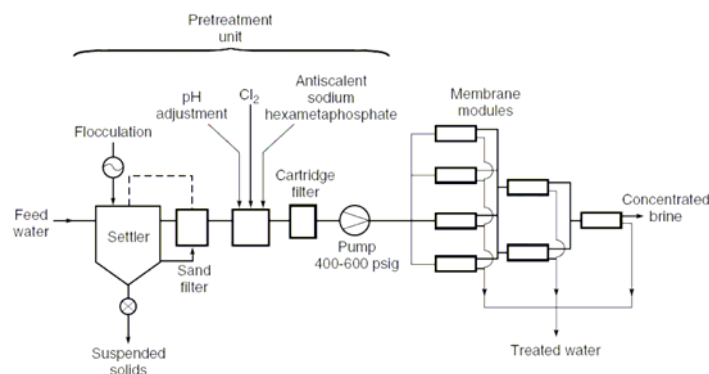 Pretreatment
unit
Flocculation
pH
adjustment
Cl2
Antiscalent
sodium
hexametaphosphate
Membrane
modules
Cartridge
filter
Feed
water
Settler
Sand
filter
Pump
400-600 psig
Concentrated
brine
Suspended
solids
Treated water